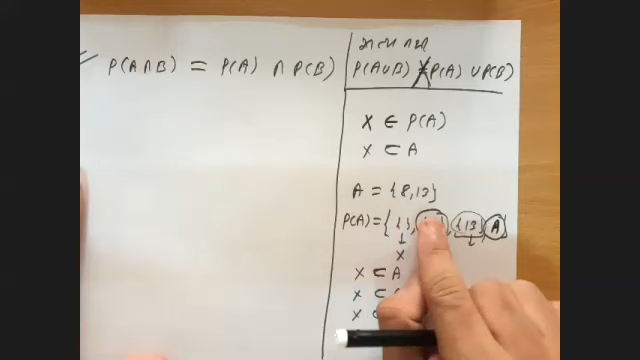 P(A∩B) = P(A) ∩ P(B)
P(A∪B) ≠ P(A) ∪ P(B)
X ∈ P(A)
X ⊂ A
A = {8,13}
P(A) = { { }, {13} A }
X
X ⊂ A
X ⊂
X ⊂